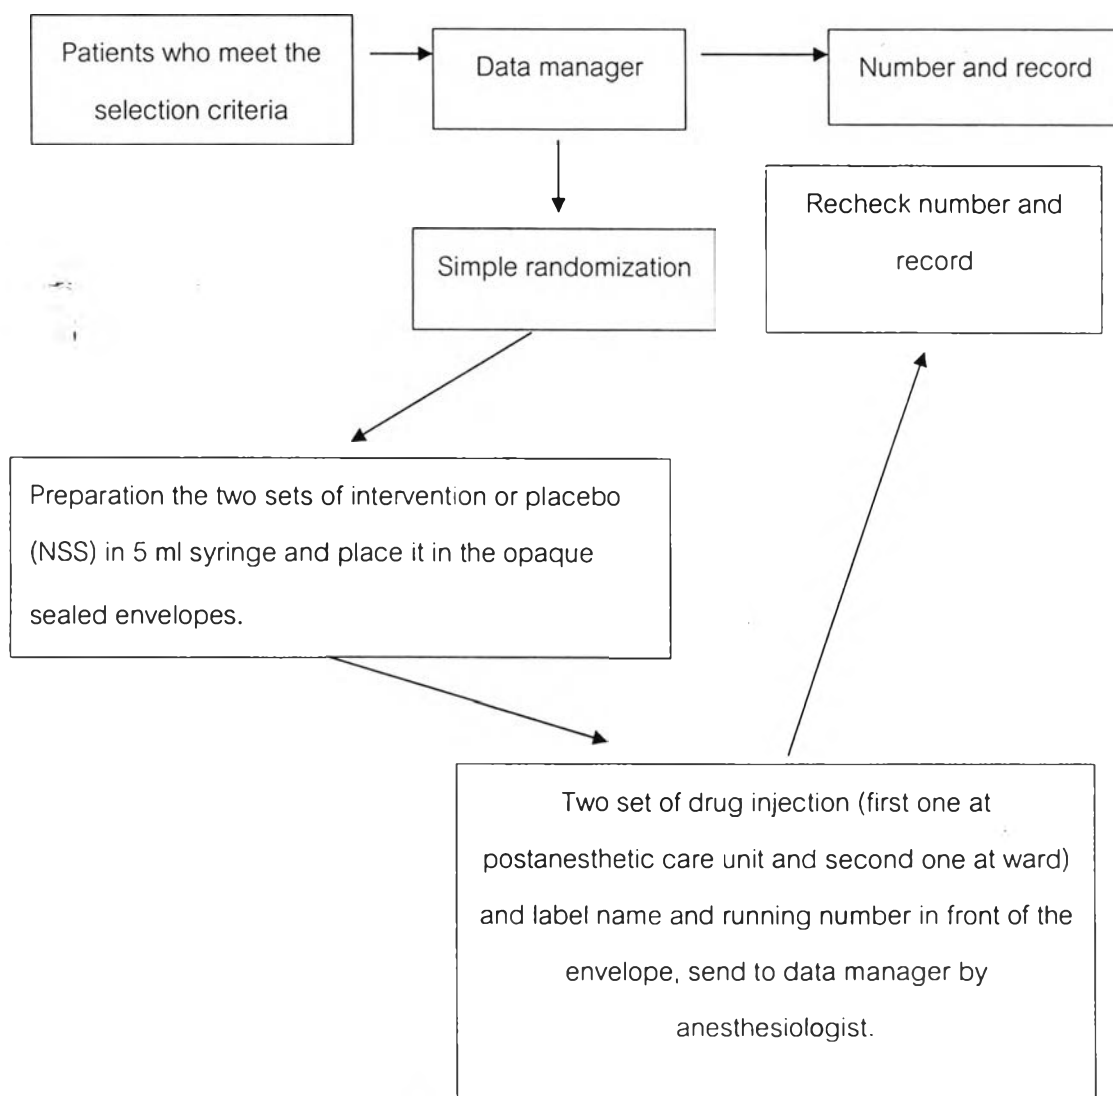 Patients who meet the
selection criteria
Data manager
Number and record
Simple randomization
Recheck number and
record
Preparation the two sets of intervention or placebo
(NSS) in 5 ml syringe and place it in the opaque
sealed envelopes.
Two set of drug injection (first one at
postanesthetic care unit and second one at ward)
and label name and running number in front of the
envelope, send to data manager by
anesthesiologist.